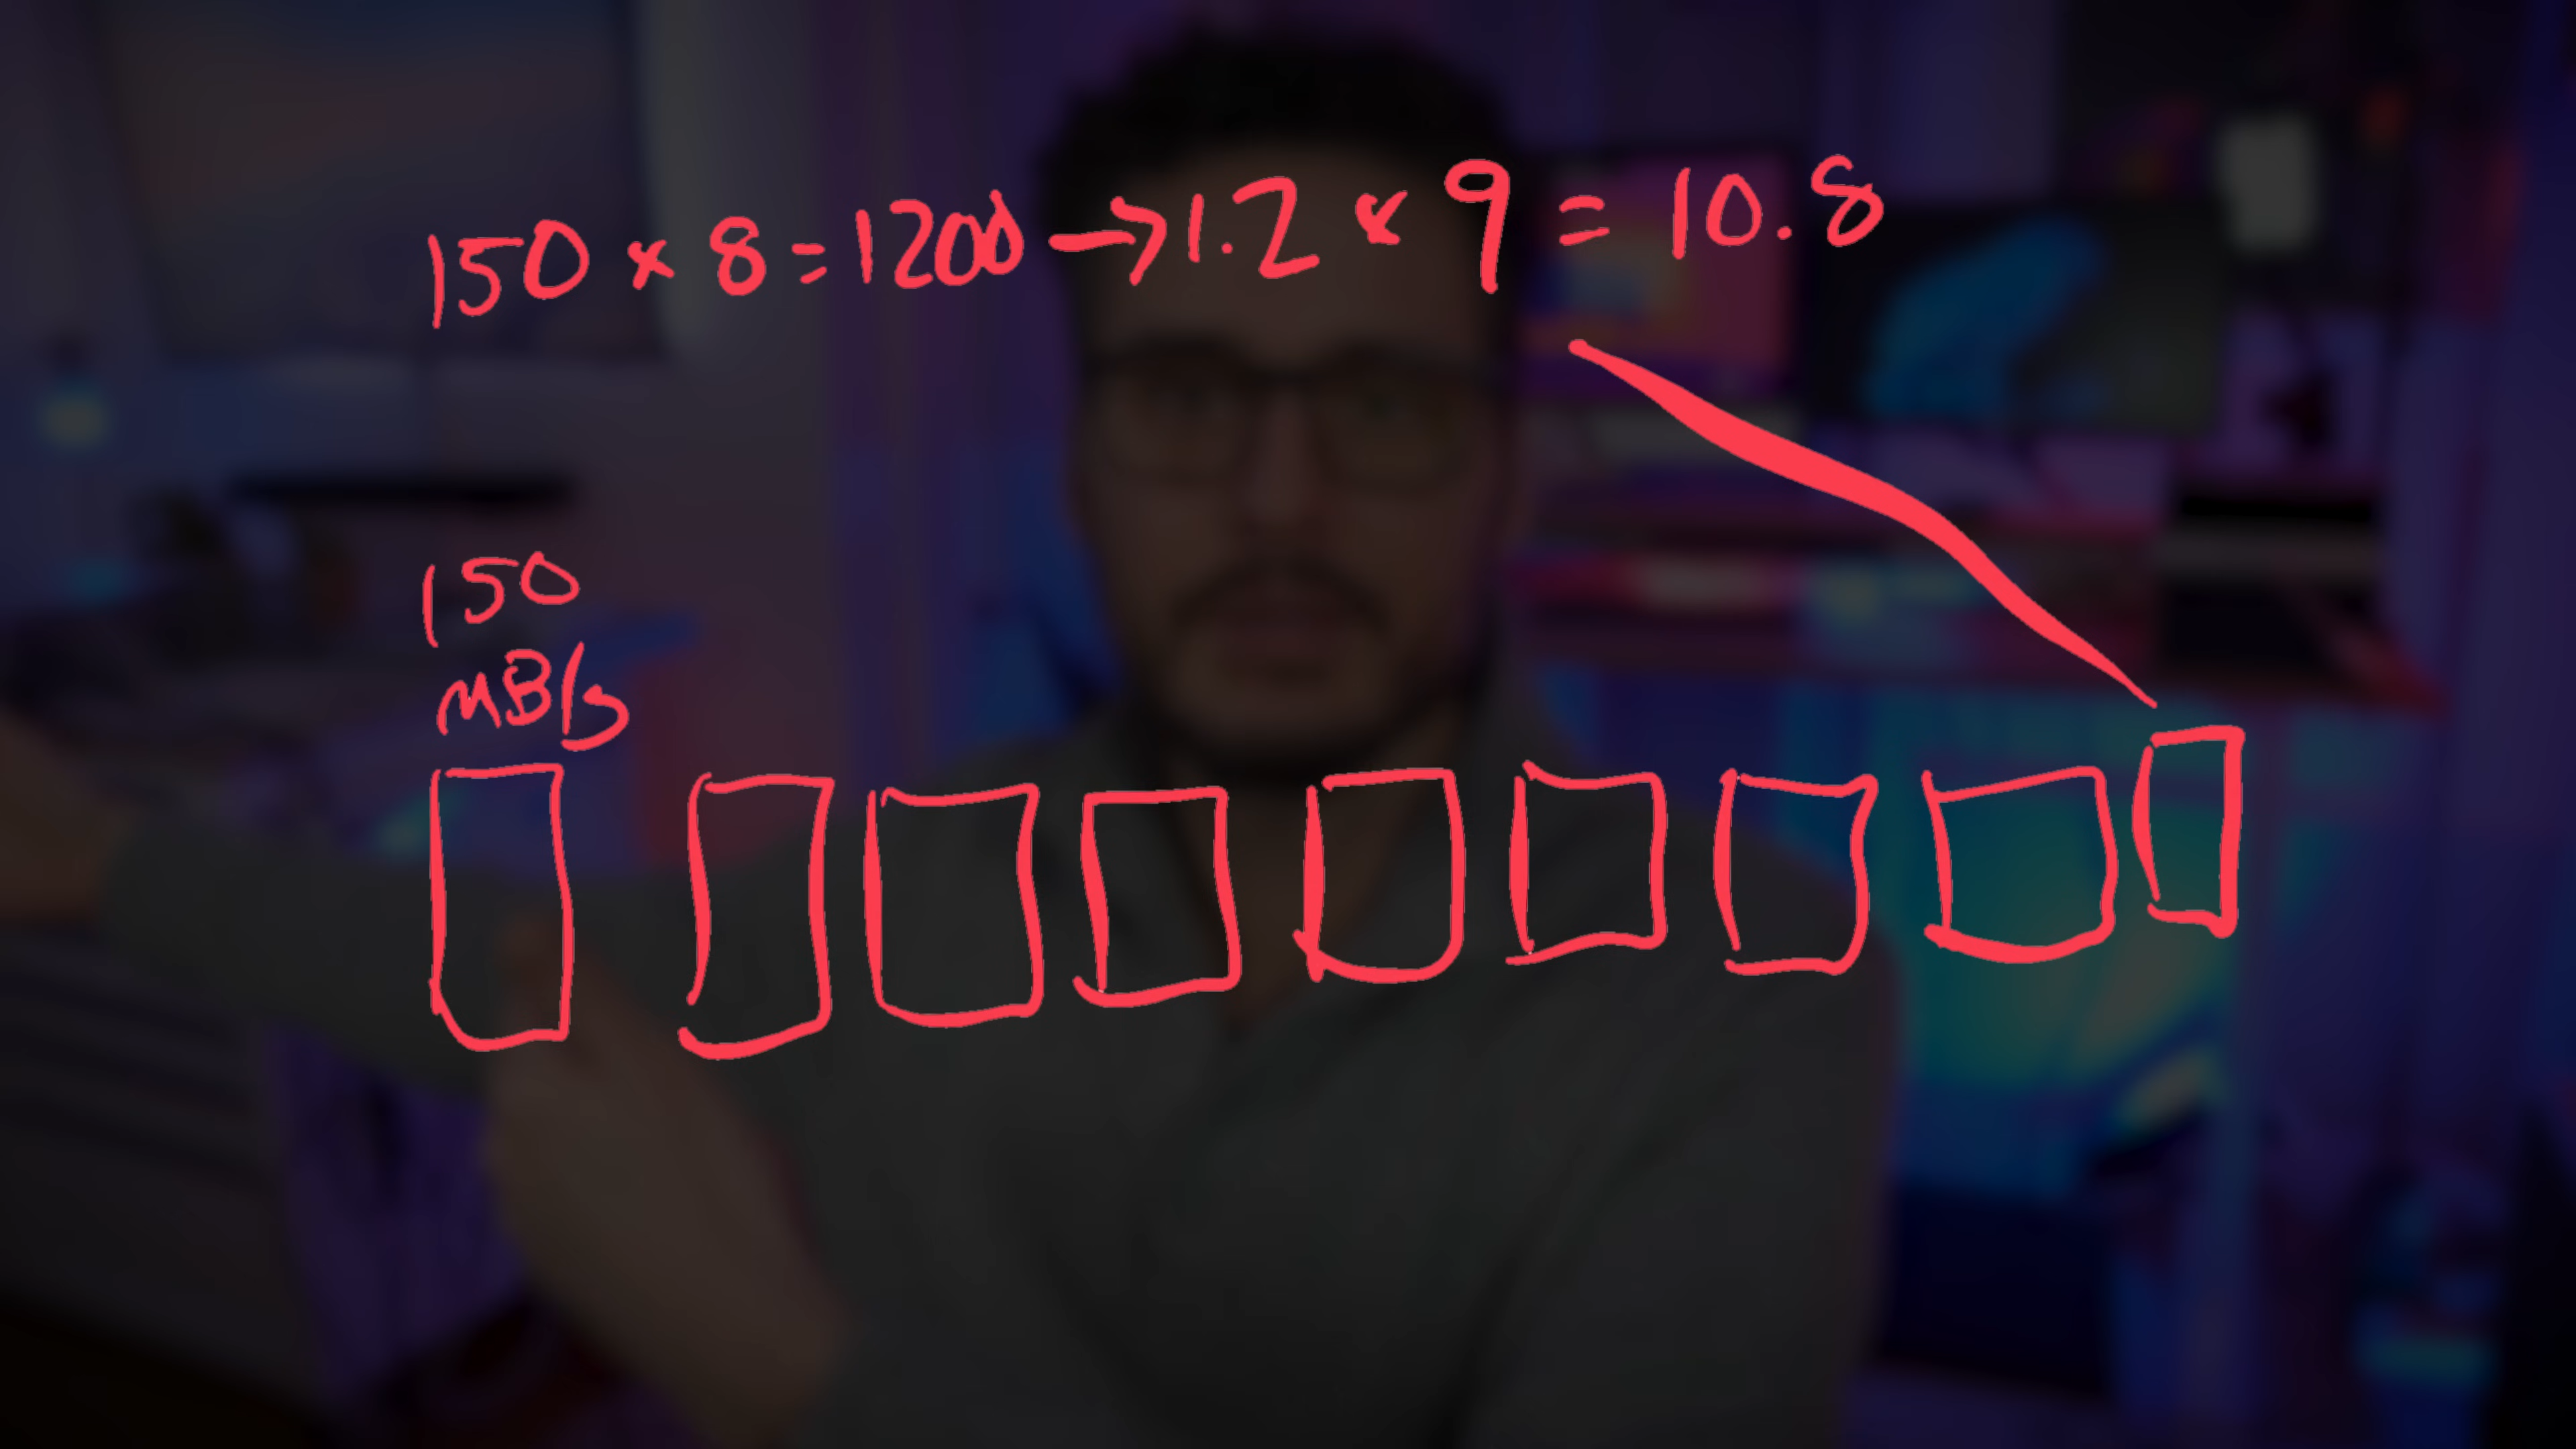 150 × 8 = 1200 → 1.2 × 9 = 10.8
150
MB/s